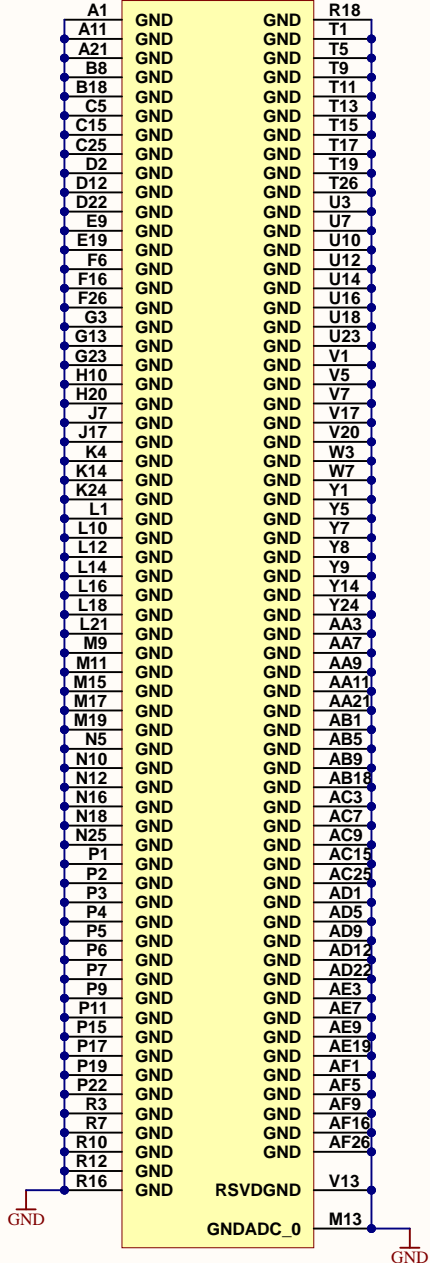 A1 GND GND R18
A11 GND GND T1
A21 GND GND T5
B8 GND GND T9
B18 GND GND T11
C5 GND GND T13
C15 GND GND T15
C25 GND GND T17
D2 GND GND T19
D12 GND GND T26
D22 GND GND U3
E9 GND GND U7
E19 GND GND U10
F6 GND GND U12
F16 GND GND U14
F26 GND GND U16
G3 GND GND U18
G13 GND GND U23
G23 GND GND V1
H10 GND GND V5
H20 GND GND V7
J7 GND GND V17
J17 GND GND V20
K4 GND GND W3
K14 GND GND W7
K24 GND GND Y1
L1 GND GND Y5
L10 GND GND Y7
L12 GND GND Y8
L14 GND GND Y9
L16 GND GND Y14
L18 GND GND Y24
L21 GND GND AA3
M9 GND GND AA7
M11 GND GND AA9
M15 GND GND AA11
M17 GND GND AA21
M19 GND GND AB1
N5 GND GND AB5
N10 GND GND AB9
N12 GND GND AB18
N16 GND GND AC3
N18 GND GND AC7
N25 GND GND AC9
P1 GND GND AC15
P2 GND GND AC25
P3 GND GND AD1
P4 GND GND AD5
P5 GND GND AD9
P6 GND GND AD12
P7 GND GND AD22
P9 GND GND AE3
P11 GND GND AE7
P15 GND GND AE9
P17 GND GND AE19
P19 GND GND AF1
P22 GND GND AF5
R3 GND GND AF9
R7 GND GND AF16
R10 GND GND AF26
R12 GND
R16 GND RSVDGND V13
GND
GNDADC_0 M13
GND